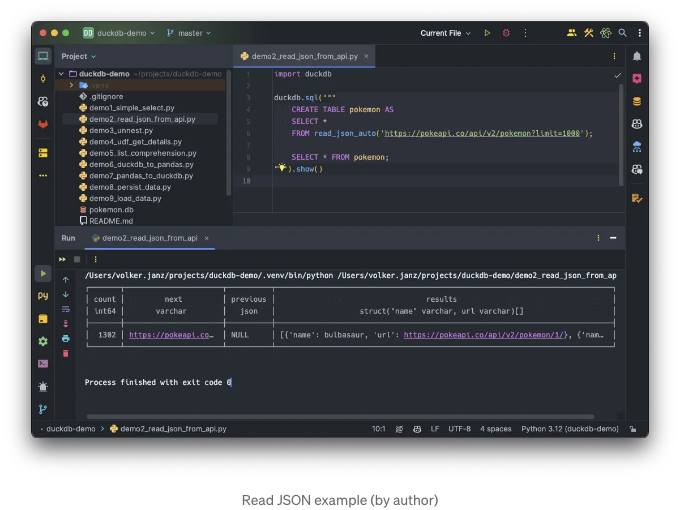 DD duckdb-demo master Current File
Project
demo2_read_json_from_api.py
duckdb-demo ~/projects/duckdb-demo
.venv
.gitignore
demo1_simple_select.py
demo2_read_json_from_api.py
demo3_unnest.py
demo4_udf_get_details.py
demo5_list_comprehension.py
demo6_duckdb_to_pandas.py
demo7_pandas_to_duckdb.py
demo8_persist_data.py
demo9_load_data.py
pokemon.db
README.md
1 import duckdb
2
3 duckdb.sql("""
4 CREATE TABLE pokemon AS
5 SELECT *
6 FROM read_json_auto('https://pokeapi.co/api/v2/pokemon?limit=1000');
7
8 SELECT * FROM pokemon;
9 ).show()
10
Run demo2_read_json_from_api
/Users/volker.janz/projects/duckdb-demo/.venv/bin/python /Users/volker.janz/projects/duckdb-demo/demo2_read_json_from_ap
count next previous results
int64 varchar json struct("name" varchar, url varchar)[]
1302 https://pokeapi.co… NULL [{'name': bulbasaur, 'url': https://pokeapi.co/api/v2/pokemon/1/}, {'nam…
Process finished with exit code 0
duckdb-demo > demo2_read_json_from_api.py 10:1 LF UTF-8 4 spaces Python 3.12 (duckdb-demo)
Read JSON example (by author)